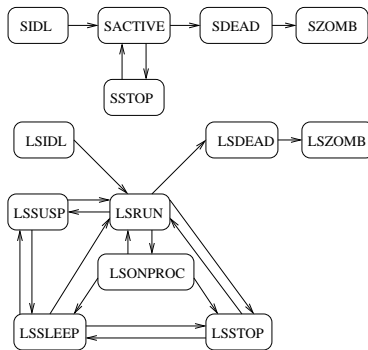 SIDL SACTIVE SDEAD SZOMB
SSTOP
LSIDL LSDEAD LSZOMB
LSSUSP LSRUN
LSONPROC
LSSLEEP LSSTOP